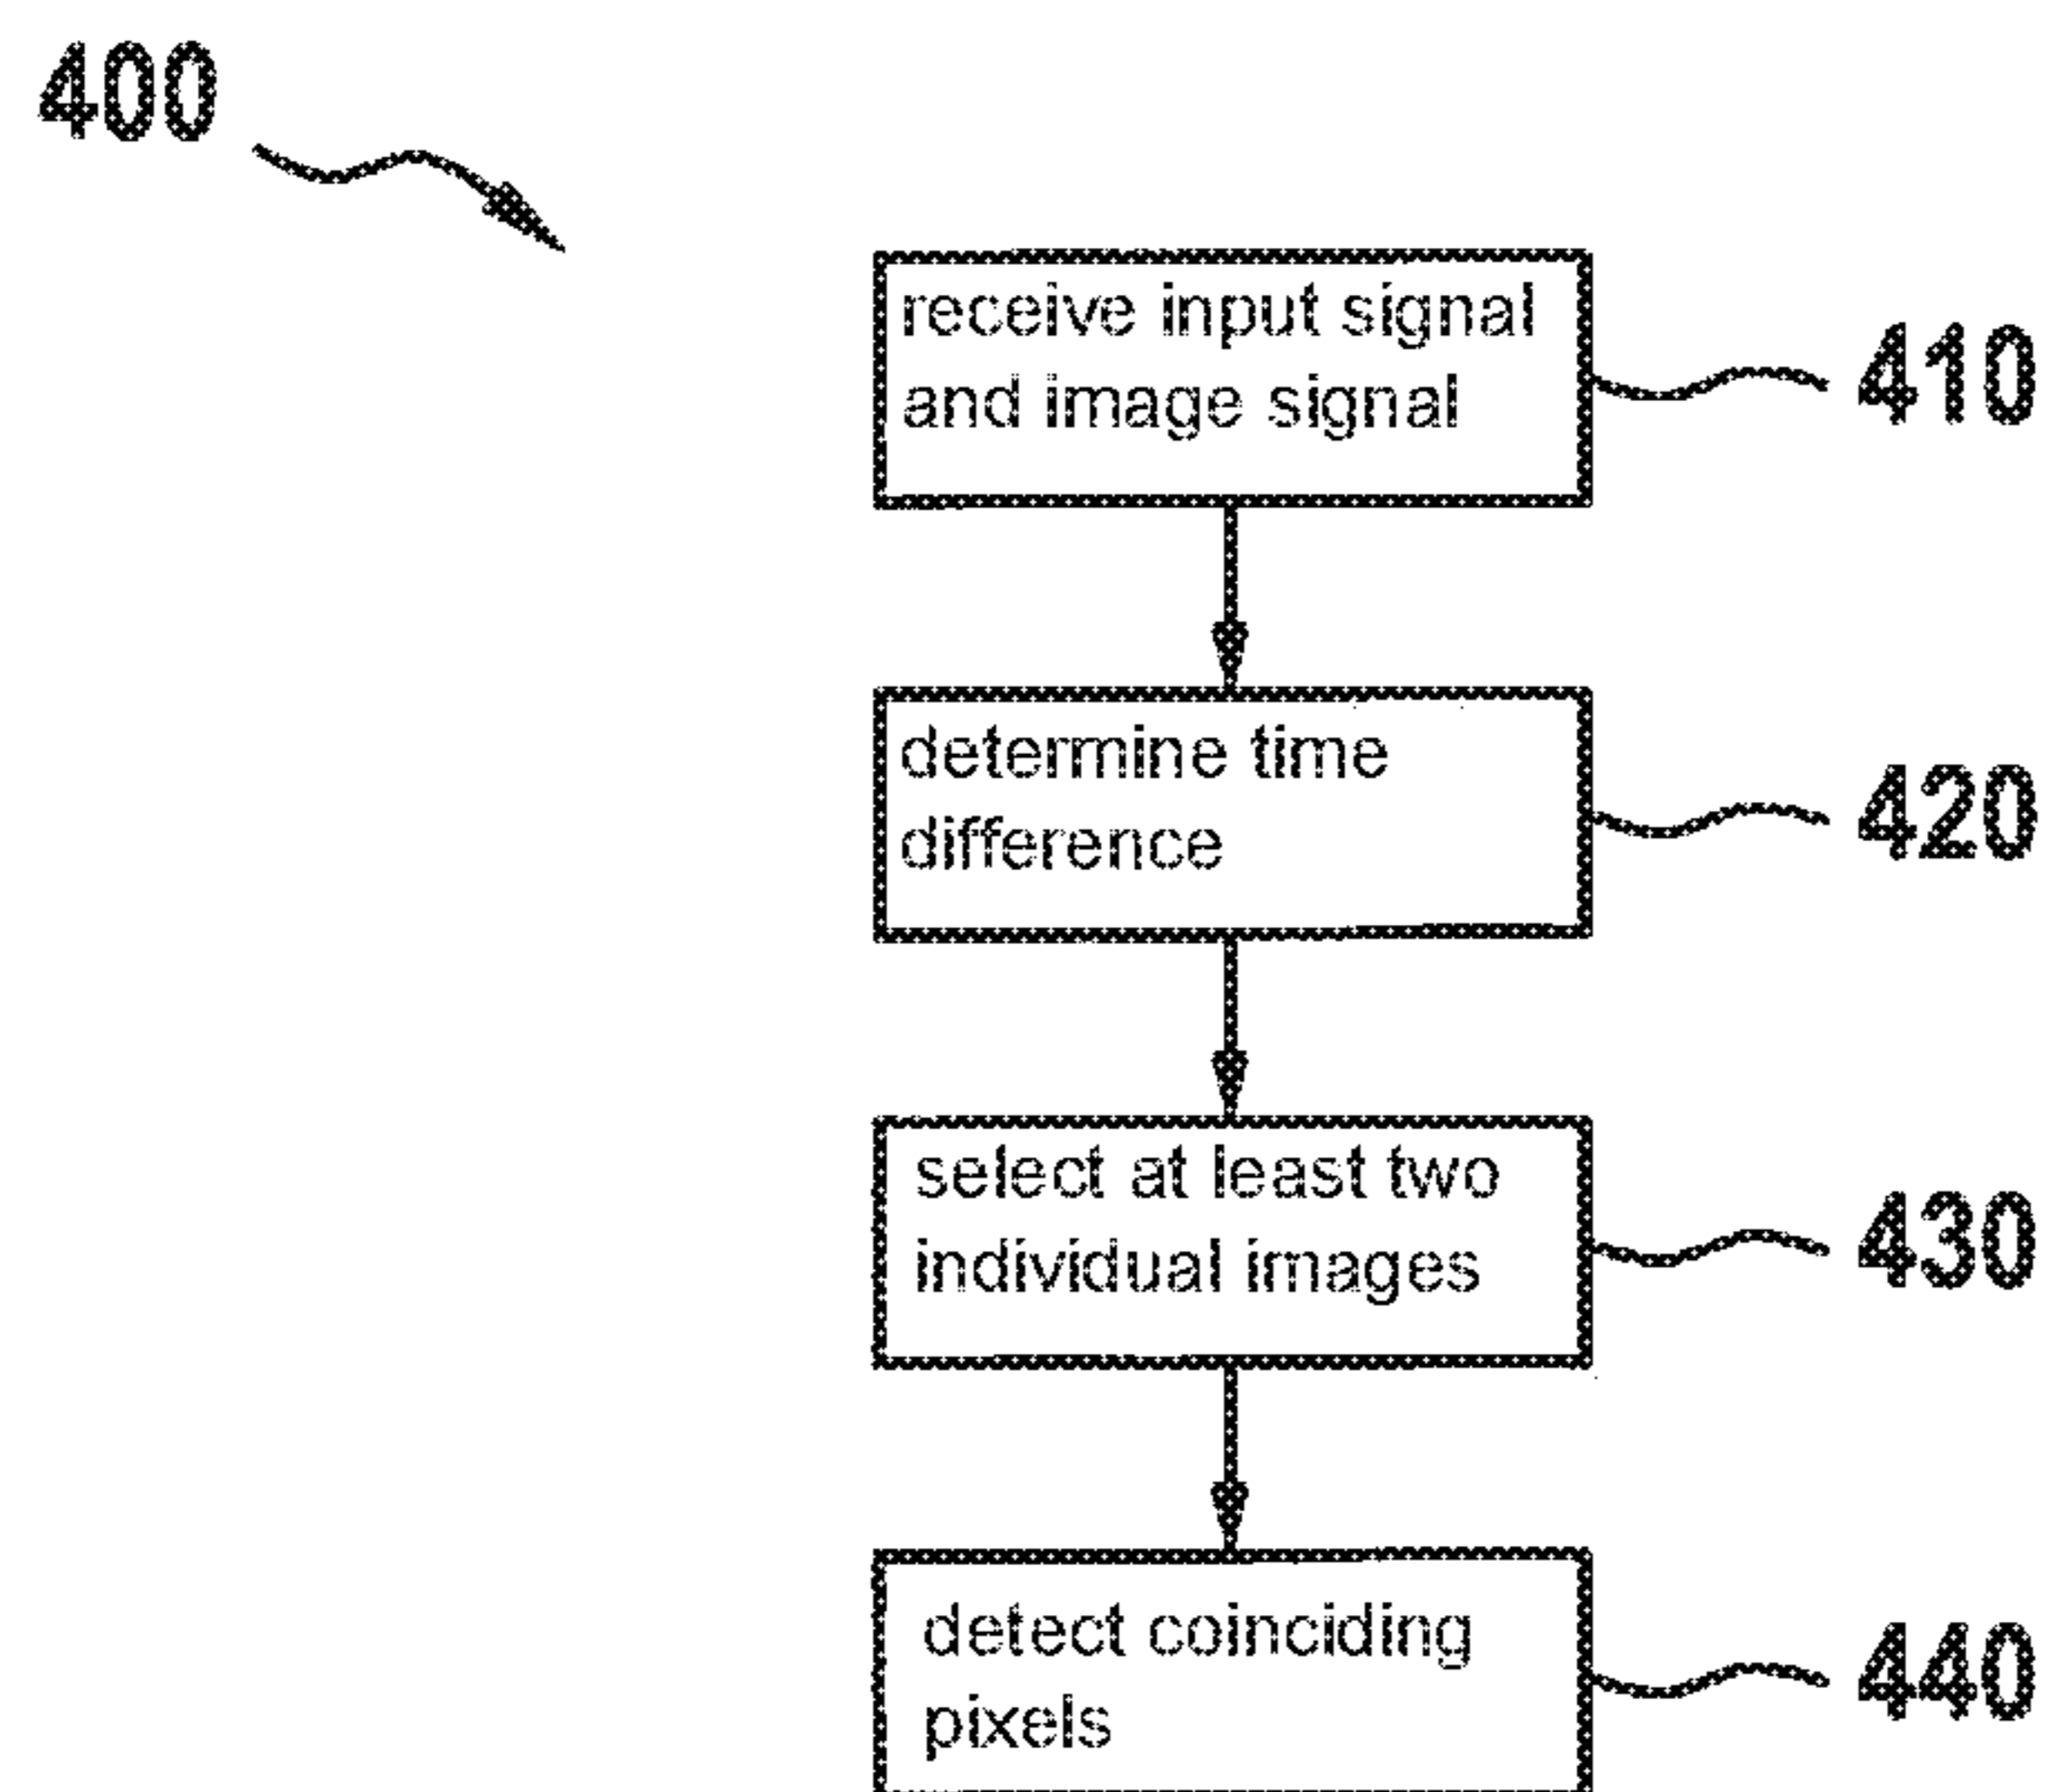 400
receive input signal
and image signal
410
determine time
difference
420
select at least two
individual images
430
detect coinciding
pixels
440